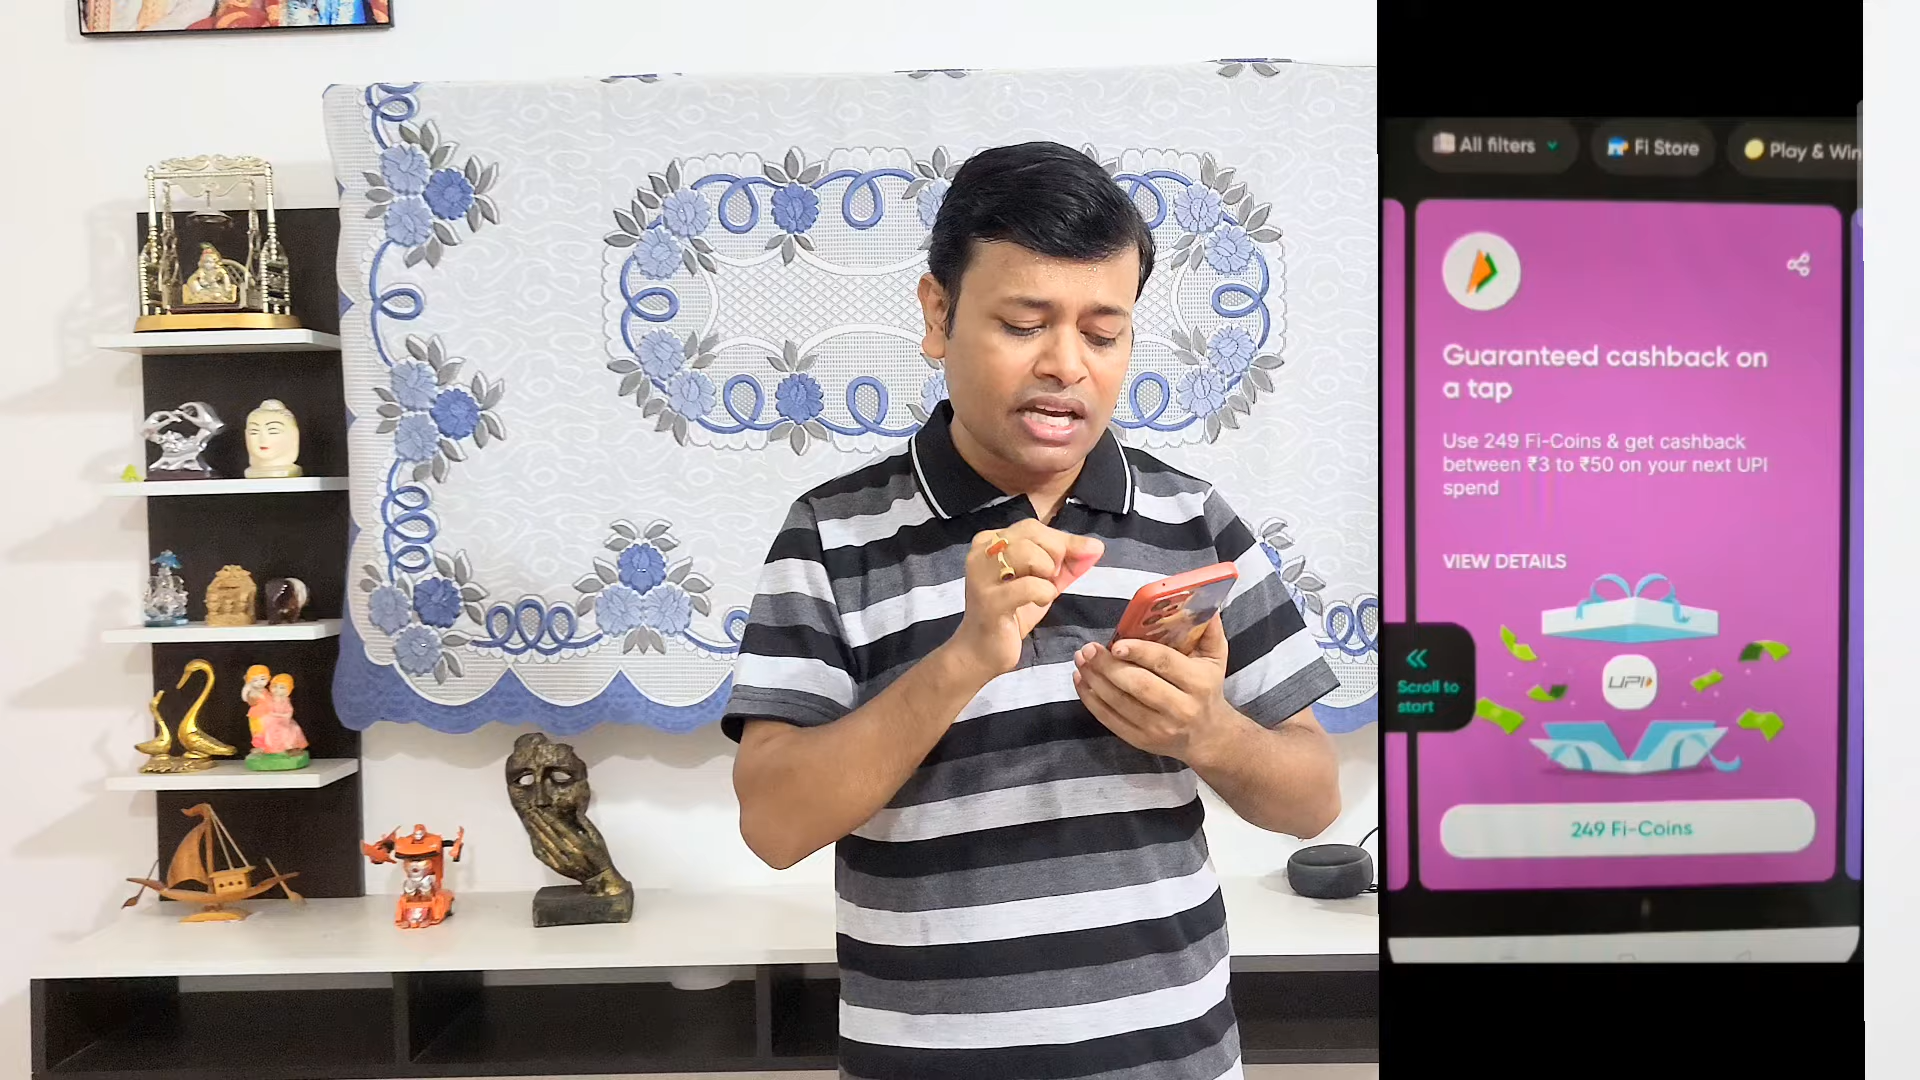 All filters
Fi Store
Play & Win
Guaranteed cashback on
a tap
Use 249 Fi-Coins & get cashback
between ₹3 to ₹50 on your next UPI
spend
VIEW DETAILS
Scroll to
start
UPI
249 Fi-Coins